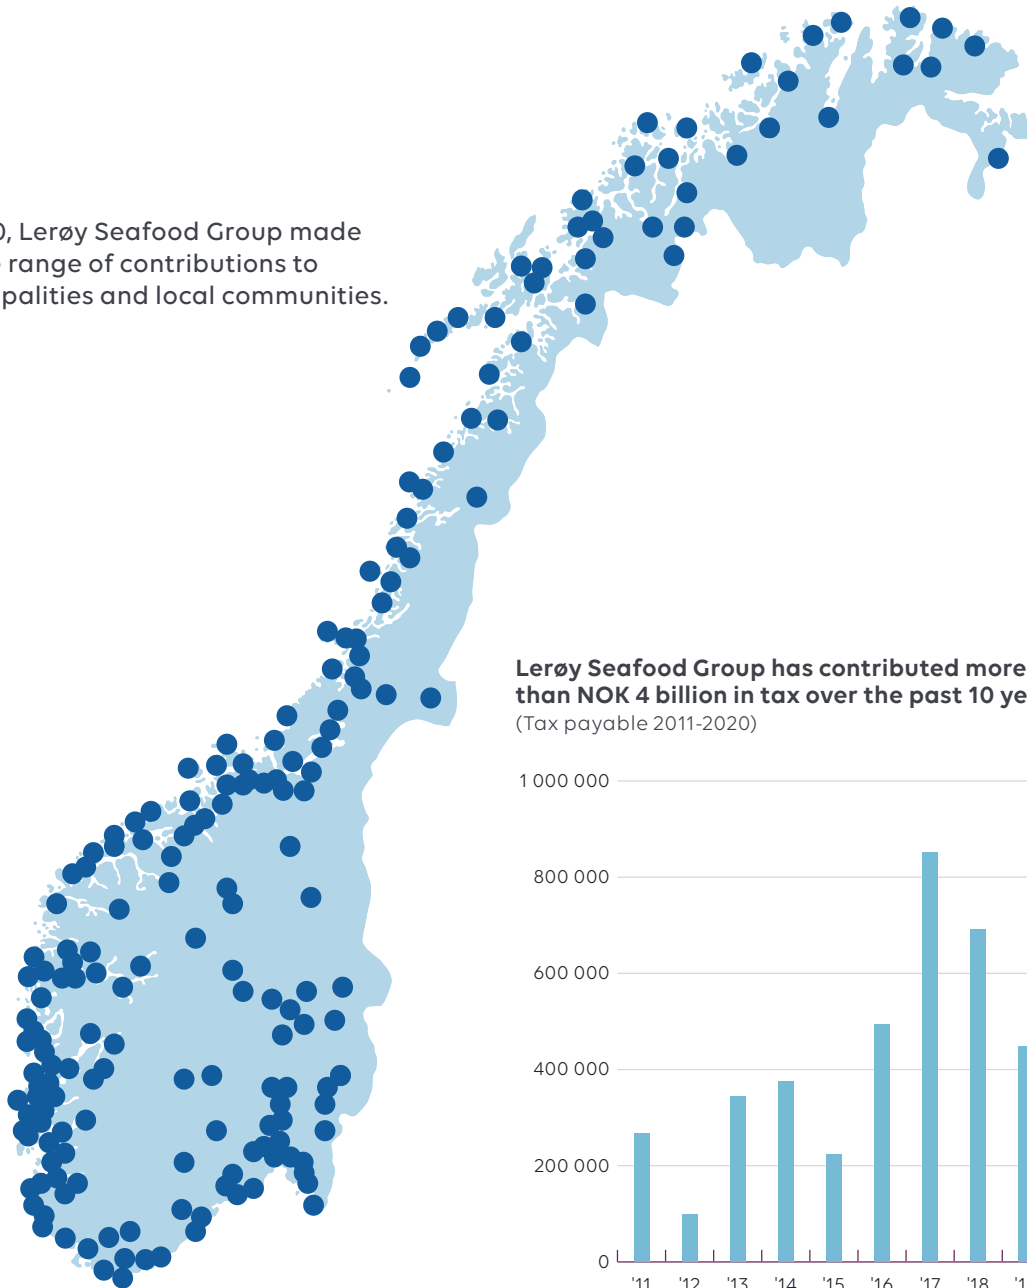 0, Lerøy Seafood Group made
range of contributions to
palities and local communities.
Lerøy Seafood Group has contributed more
than NOK 4 billion in tax over the past 10 ye
(Tax payable 2011-2020)
1 000 000
800 000
600 000
400 000
200 000
0
'11 '12 '13 '14 '15 '16 '17 '18 '1